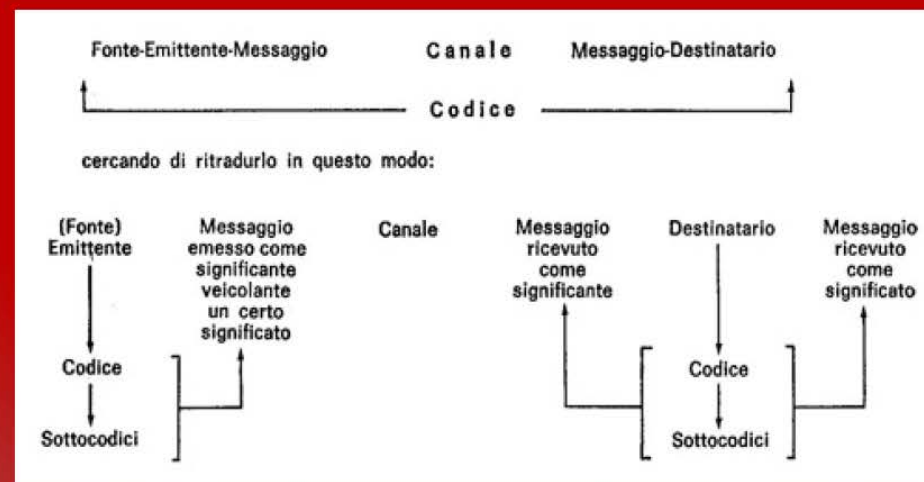 Fonte-Emittente-Messaggio Canale Messaggio-Destinatario
Codice
cercando di ritradurlo in questo modo:
(Fonte)
Emittente
Messaggio
emesso come
significante
veicolante
un certo
significato
Canale
Messaggio
ricevuto
come
significante
Destinatario
Messaggio
ricevuto
come
significato
Codice
Sottocodici
Codice
Sottocodici